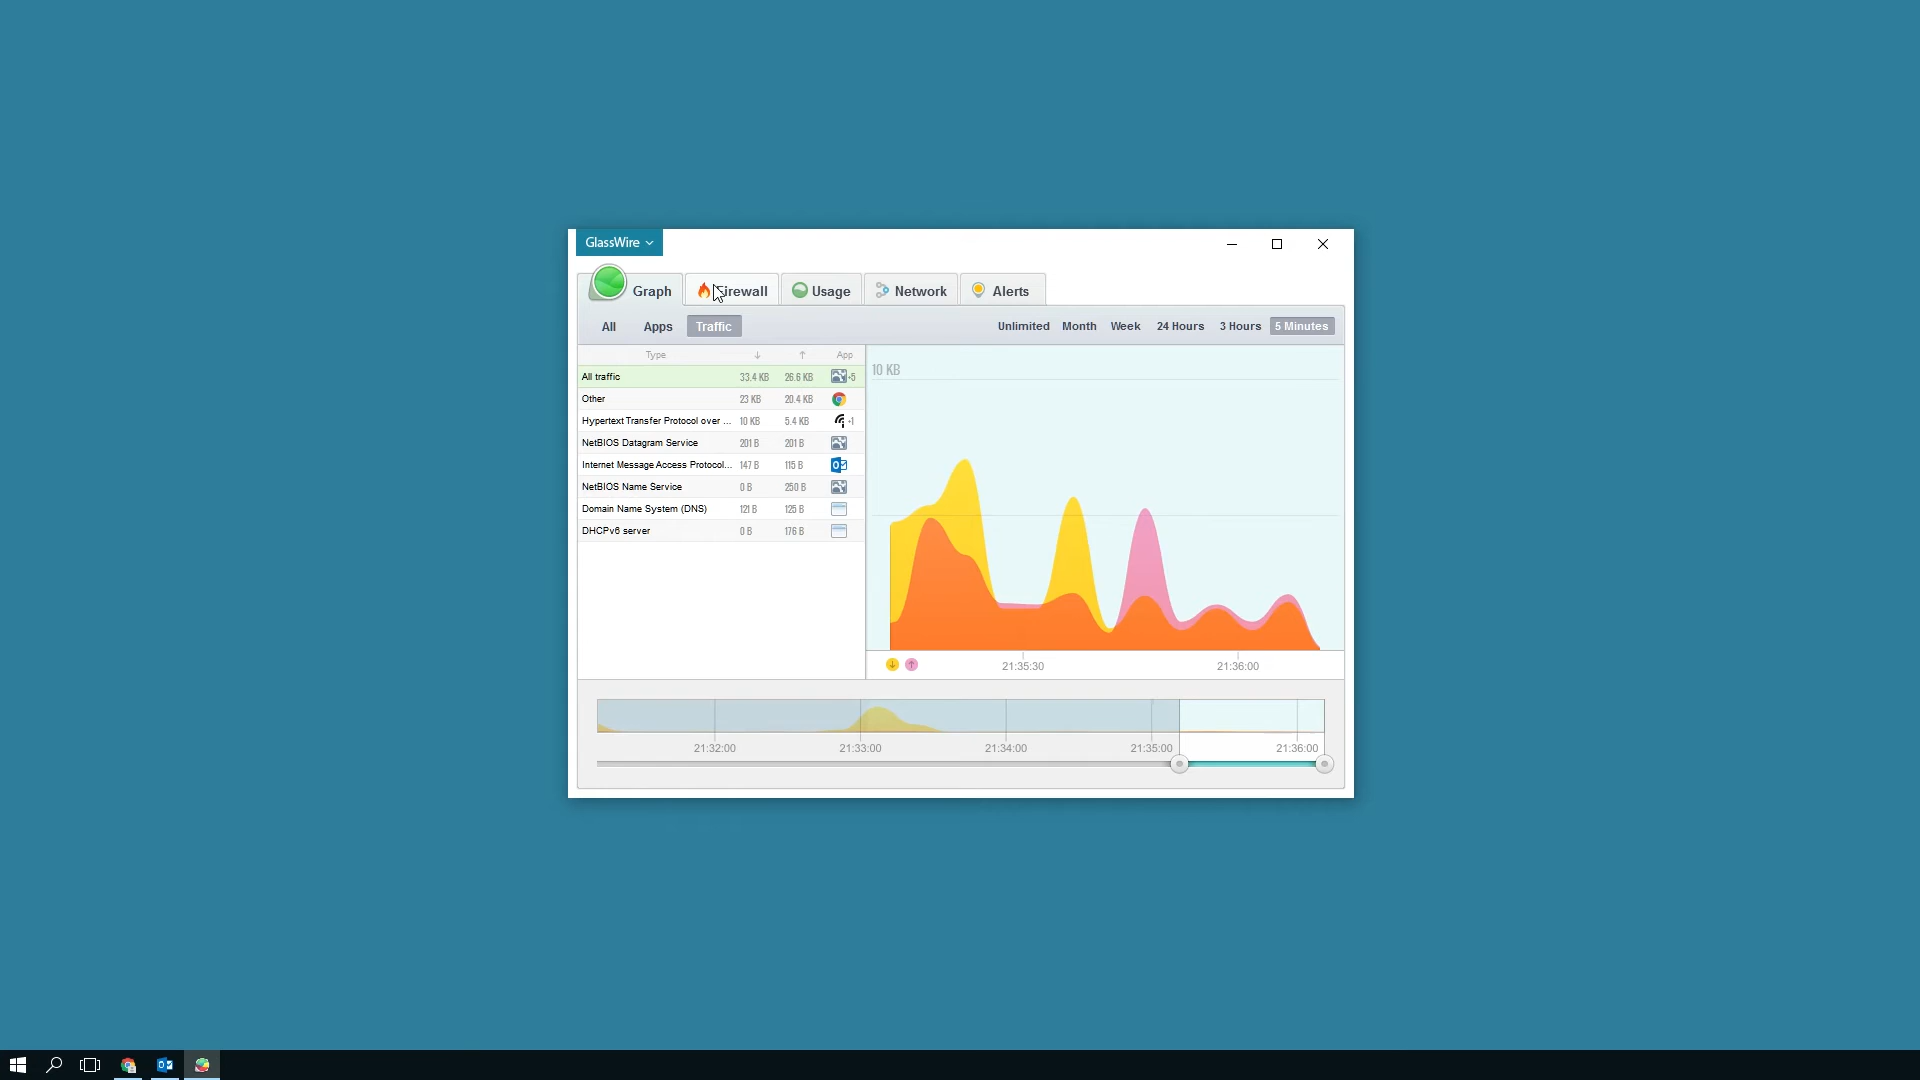 GlassWire
Graph
Firewall
Usage
Network
Alerts
All Apps Traffic
Unlimited Month Week 24 Hours 3 Hours 5 Minutes
Type ↓ ↑ App
All traffic 33.4 KB 26.6 KB +5
Other 23 KB 20.4 KB
Hypertext Transfer Protocol over ... 10 KB 5.4 KB +1
NetBIOS Datagram Service 201 B 201 B
Internet Message Access Protocol... 147 B 115 B
NetBIOS Name Service 0 B 250 B
Domain Name System (DNS) 121 B 125 B
DHCPv6 server 0 B 176 B
10 KB
21:35:30 21:36:00
21:32:00 21:33:00 21:34:00 21:35:00 21:36:00